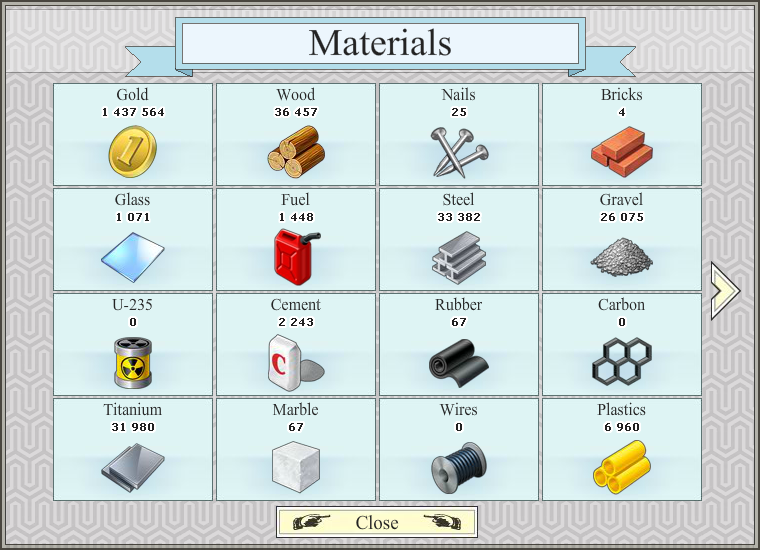 Materials
Gold
1 437 564
Wood
36 457
Nails
25
Bricks
4
Glass
1 071
Fuel
1 448
Steel
33 382
Gravel
26 075
U-235
0
Cement
2 243
C
Rubber
67
Carbon
0
Titanium
31 980
Marble
67
Wires
0
Plastics
6 960
Close